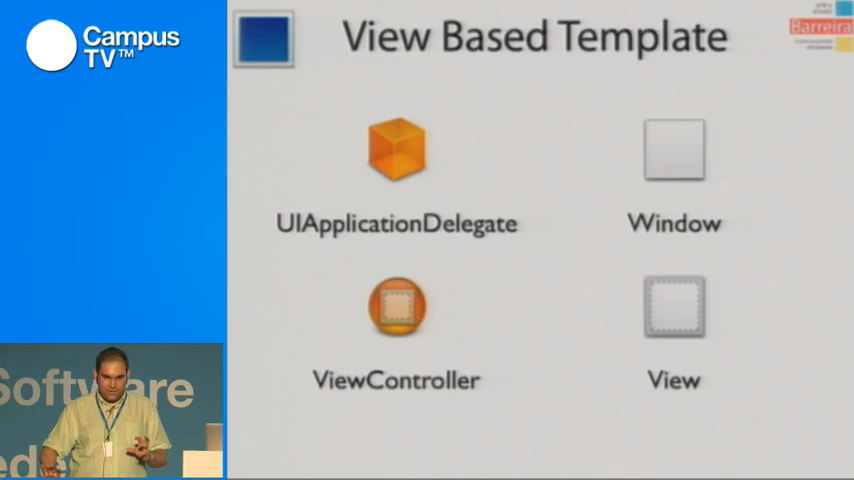 Campus
TV™
View Based Template
Barreira
UIApplicationDelegate
Window
ViewController
View
Software
ede